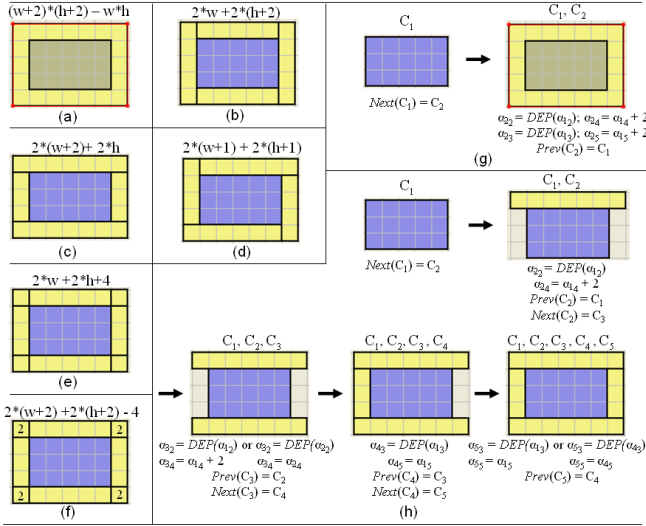 (w+2)*(h+2) – w*h
(a)
2*w +2*(h+2)
(b)
2*(w+2)+ 2*h
(c)
2*(w+1) + 2*(h+1)
(d)
2*w +2*h+4
(e)
2*(w+2) +2*(h+2) - 4
2 2
2 2
(f)
C₁
Next(C₁) = C₂
C₁, C₂
α₂₂ = DEP(α₁₂); α₂₄ = α₁₄ + 2
α₂₃ = DEP(α₁₃); α₂₅ = α₁₅ + 2
Prev(C₂) = C₁
(g)
C₁
Next(C₁) = C₂
C₁, C₂
α₂₂ = DEP(α₁₂)
α₂₄ = α₁₄ + 2
Prev(C₂) = C₁
Next(C₂) = C₃
C₁, C₂, C₃
α₃₂ = DEP(α₁₂) or α₃₂ = DEP(α₂₂)
α₃₄ = α₁₄ + 2 α₃₄ = α₂₄
Prev(C₃) = C₂
Next(C₃) = C₄
C₁, C₂, C₃, C₄
α₄₃ = DEP(α₁₃)
α₄₅ = α₁₅
Prev(C₄) = C₃
Next(C₄) = C₅
C₁, C₂, C₃, C₄, C₅
α₅₃ = DEP(α₁₃) or α₅₃ = DEP(α₄₃)
α₅₅ = α₁₅ α₅₅ = α₄₅
Prev(C₅) = C₄
(h)